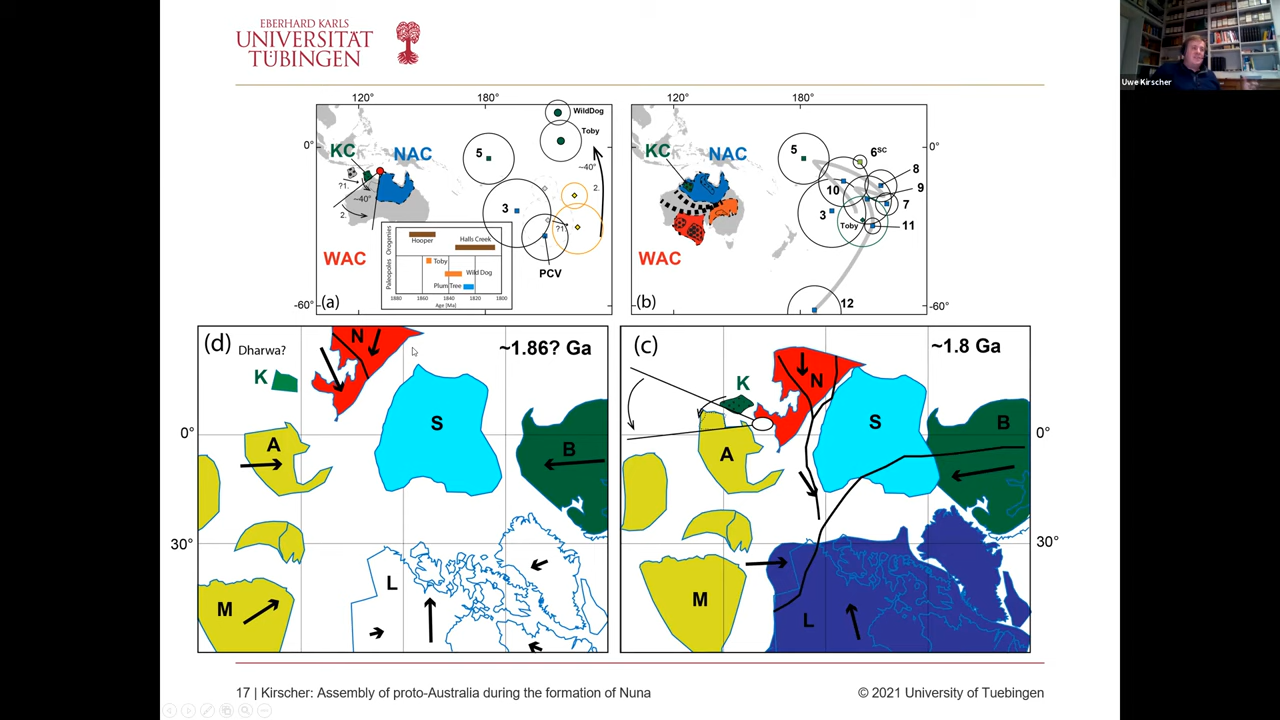 EBERHARD KARLS
UNIVERSITÄT
TÜBINGEN
Uwe Kirscher
120°
180°
0°
-60°
KC
NAC
WAC
?1.
~40°
2.
5
3
WildDog
Toby
~40°
2.
?1.
PCV
Orogenies
Paleopoles
Hooper
Halls Creek
Toby
Wild Dog
Plum Tree
1880
1860
1840
1820
1800
Age [Ma]
(a)
120°
180°
0°
-60°
KC
NAC
WAC
5
6SC
8
10
9
7
3
Toby
11
12
(b)
(d)
Dharwa?
~1.86? Ga
K
N
A
S
B
M
L
0°
30°
(c)
~1.8 Ga
K
N
A
S
B
M
L
0°
30°
17 | Kirscher: Assembly of proto-Australia during the formation of Nuna
© 2021 University of Tuebingen